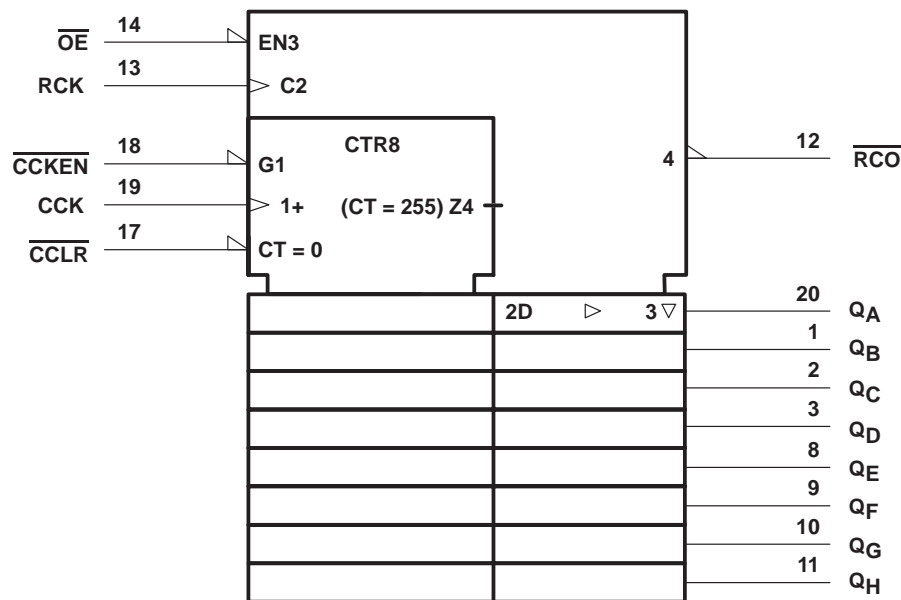 14
OE EN3
13
RCK C2
CTR8
18
CCKEN G1
12
4 RCO
19
CCK 1+ (CT = 255) Z4
17
CCLR CT = 0
20
2D 3 QA
1
QB
2
QC
3
QD
8
QE
9
QF
10
QG
11
QH